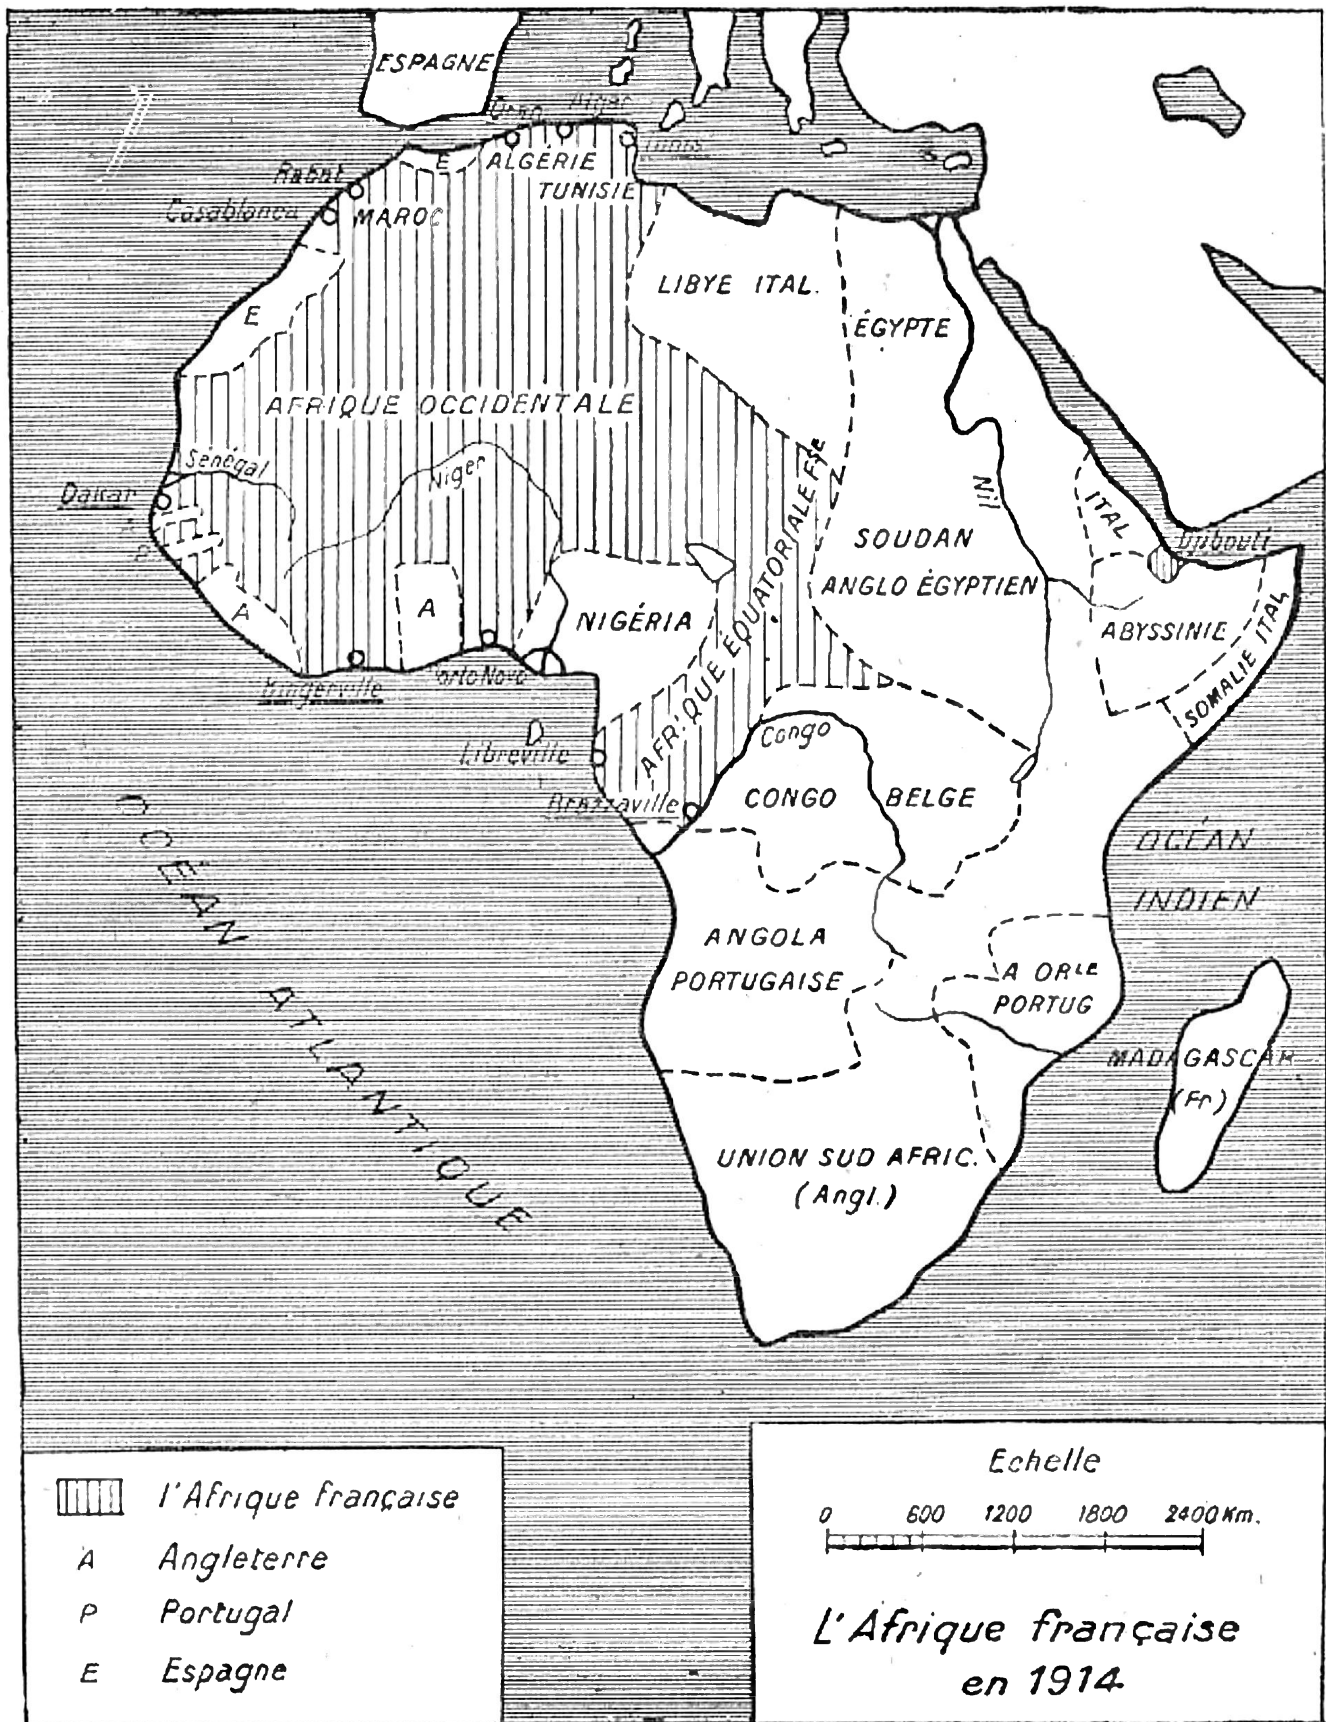 ESPAGNE
Oran
Alger
Tunis
E
ALGÉRIE
TUNISIE
Rabat
Casablanca
MAROC
LIBYE ITAL.
ÉGYPTE
E
AFRIQUE OCCIDENTALE
AFRIQUE ÉQUATORIALE Fse
Sénégal
Niger
Nil
Dakar
A
P
A
A
ITAL
Djibouti
SOUDAN
ANGLO ÉGYPTIEN
NIGÉRIA
ABYSSINIE
SOMALIE ITAL
Bingerville
orto Novo
Libreville
Congo
Brazzaville
CONGO BELGE
OCÉAN
INDIEN
OCÉAN ATLANTIQUE
ANGOLA
PORTUGAISE
A ORLE
PORTUG
MADAGASCAR
(Fr)
UNION SUD AFRIC.
(Angl.)
l'Afrique française
A Angleterre
P Portugal
E Espagne
Echelle
0 600 1200 1800 2400 Km.
L'Afrique française
en 1914